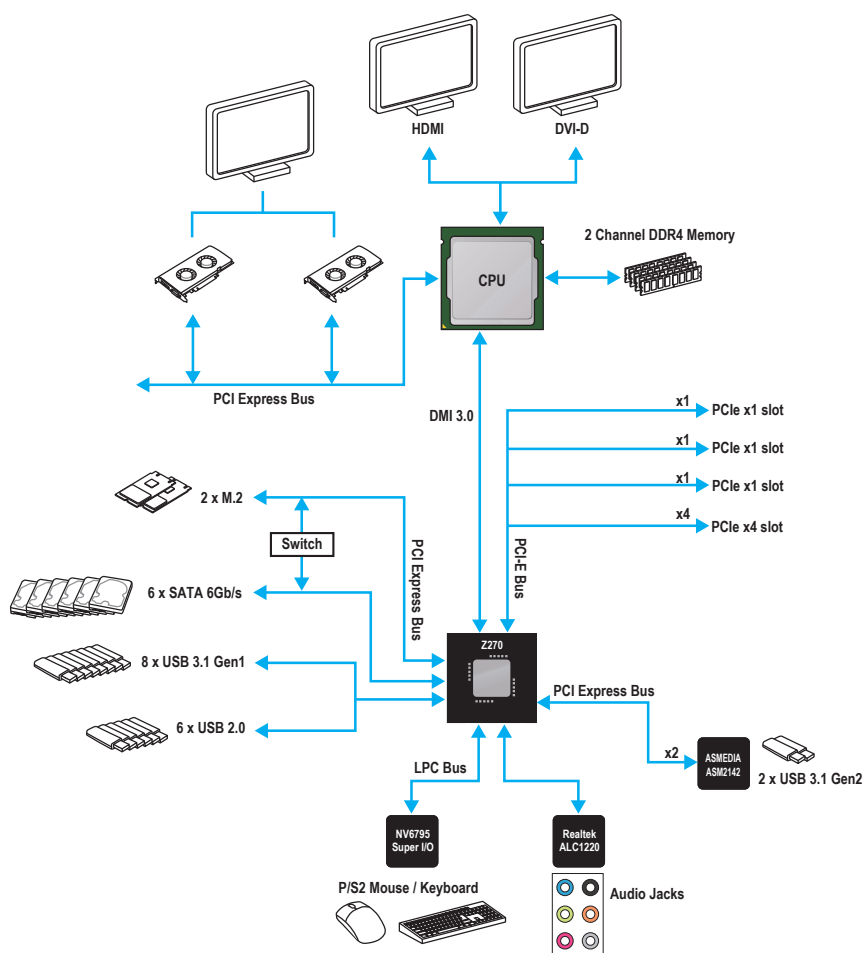 HDMI
DVI-D
2 Channel DDR4 Memory
CPU
PCI Express Bus
DMI 3.0
x1
PCIe x1 slot
x1
PCIe x1 slot
x1
PCIe x1 slot
x4
PCIe x4 slot
2 x M.2
Switch
PCI Express Bus
PCI-E Bus
6 x SATA 6Gb/s
Z270
8 x USB 3.1 Gen1
6 x USB 2.0
PCI Express Bus
x2
ASMEDIA
ASM2142
2 x USB 3.1 Gen2
LPC Bus
NV6795
Super I/O
Realtek
ALC1220
P/S2 Mouse / Keyboard
Audio Jacks